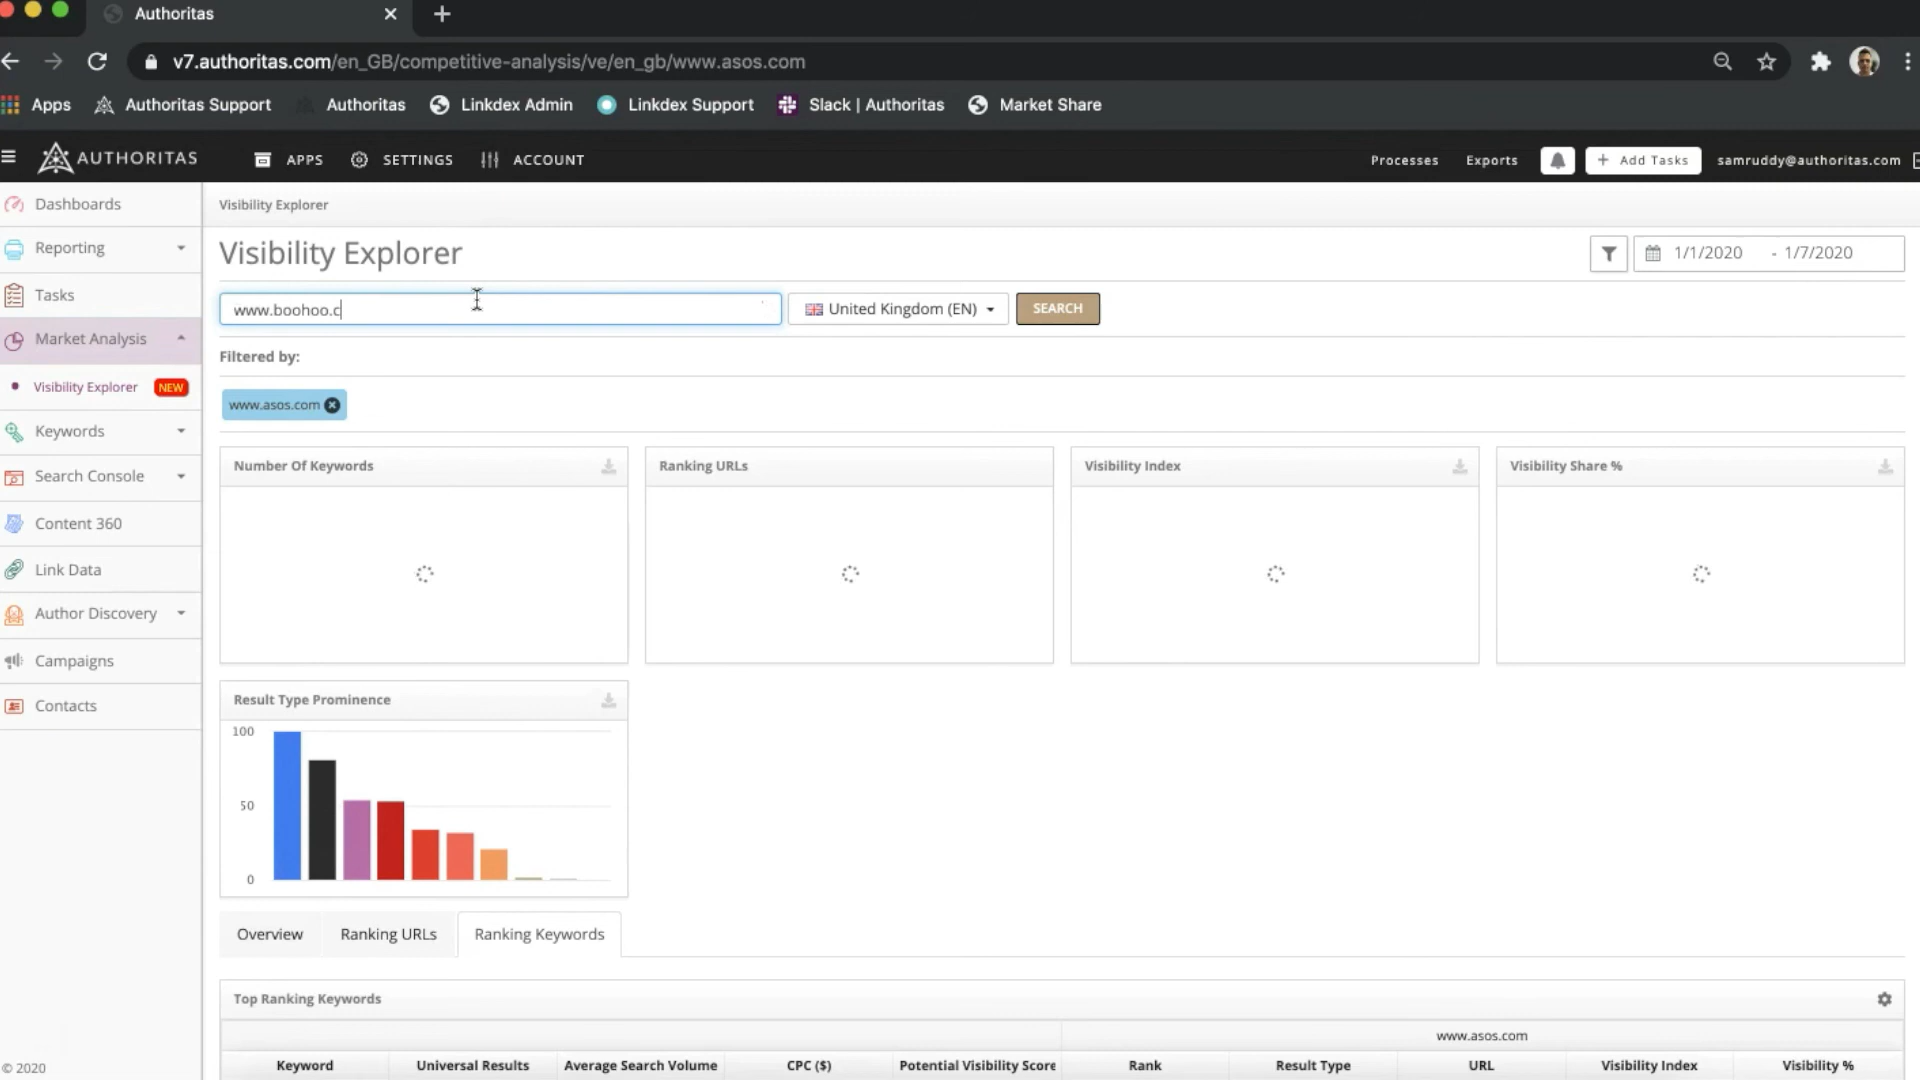 Authoritas
v7.authoritas.com/en_GB/competitive-analysis/ve/en_gb/www.asos.com
Apps Authoritas Support Authoritas Linkdex Admin Linkdex Support Slack | Authoritas Market Share
AUTHORITAS APPS SETTINGS ACCOUNT Processes Exports + Add Tasks samruddy@authoritas.com
Dashboards
Reporting
Tasks
Market Analysis
Visibility Explorer NEW
Keywords
Search Console
Content 360
Link Data
Author Discovery
Campaigns
Contacts
© 2020
Visibility Explorer
Visibility Explorer
1/1/2020 - 1/7/2020
www.boohoo.c
United Kingdom (EN)
SEARCH
Filtered by:
www.asos.com
Number Of Keywords
Ranking URLs
Visibility Index
Visibility Share %
Result Type Prominence
100
50
0
Overview Ranking URLs Ranking Keywords
Top Ranking Keywords
www.asos.com
Keyword Universal Results Average Search Volume CPC ($) Potential Visibility Score Rank Result Type URL Visibility Index Visibility %